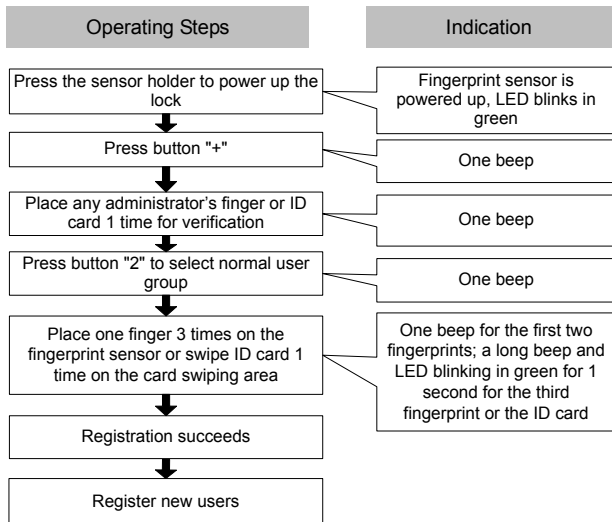 Operating Steps
Indication
Press the sensor holder to power up the
lock
Fingerprint sensor is
powered up, LED blinks in
green
Press button "+"
One beep
Place any administrator's finger or ID
card 1 time for verification
One beep
Press button "2" to select normal user
group
One beep
Place one finger 3 times on the
fingerprint sensor or swipe ID card 1
time on the card swiping area
One beep for the first two
fingerprints; a long beep and
LED blinking in green for 1
second for the third
fingerprint or the ID card
Registration succeeds
Register new users